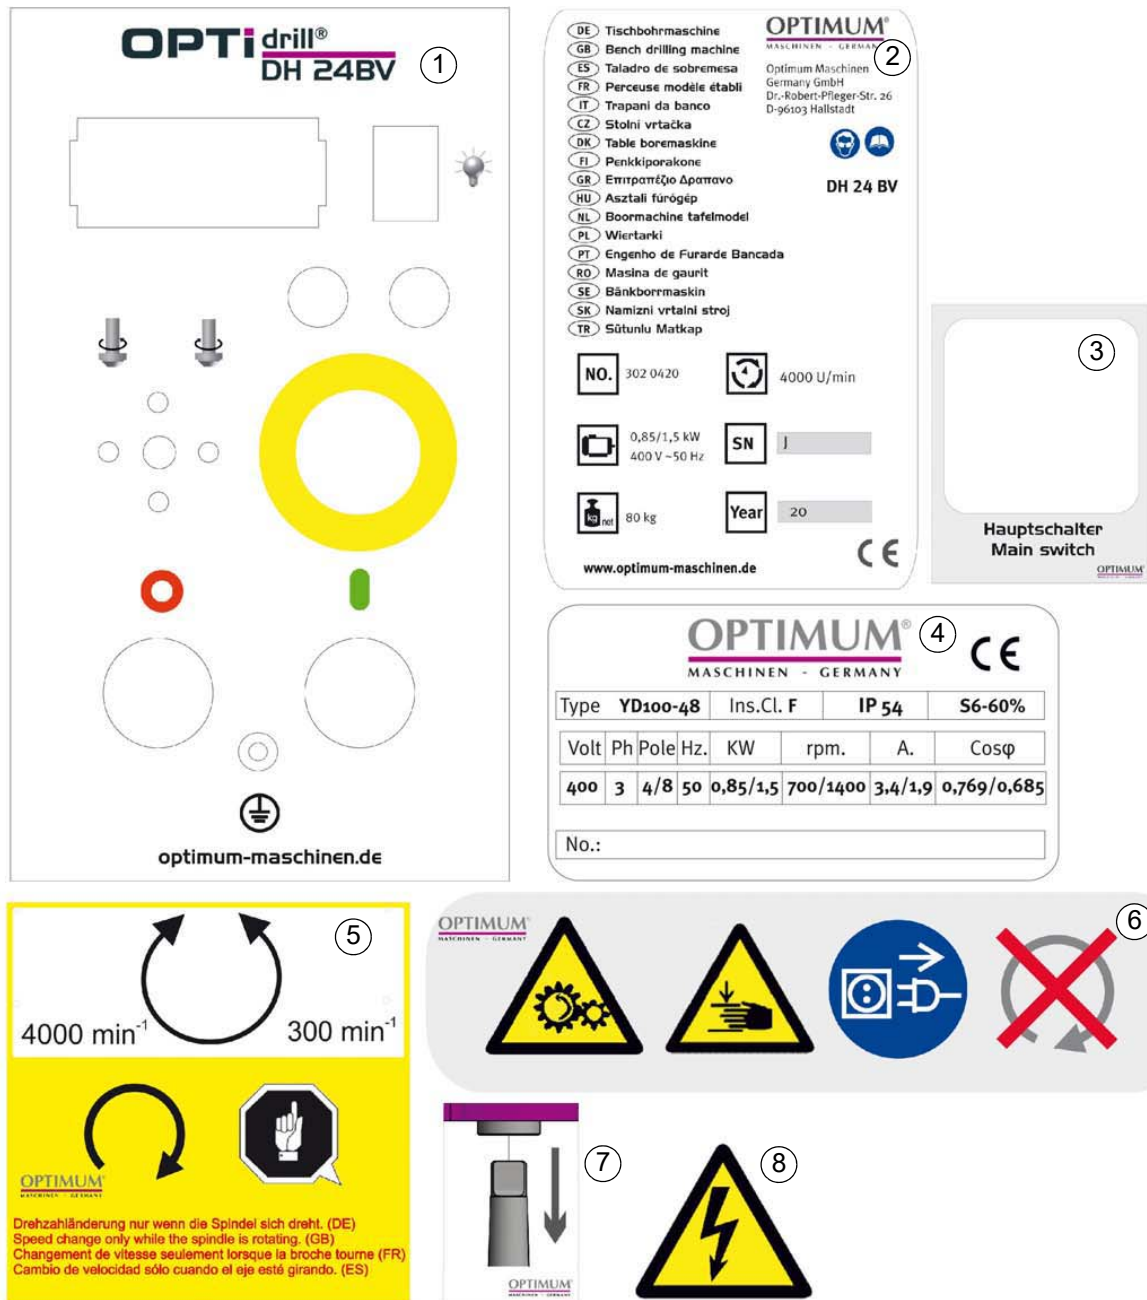 OPTi drill®
DH 24BV
1
optimum-maschinen.de
DE Tischbohrmaschine
GB Bench drilling machine
ES Taladro de sobremesa
FR Perceuse modèle établi
IT Trapani da banco
CZ Stolni vrtačka
DK Table boremaskine
FI Penkkiporakone
GR Επιτραπέζιο Δραπανο
HU Asztali fúrógép
NL Boormachine tafelmodel
PL Wiertarki
PT Engenho de Furarde Bancada
RO Masina de gaurit
SE Bänkborrmaskin
SK Namizni vrtalni stroj
TR Sütunlu Matkap
OPTIMUM®
MASCHINEN - GERMANY
2
Optimum Maschinen
Germany GmbH
Dr.-Robert-Pfleger-Str. 26
D-96103 Hallstadt
DH 24 BV
NO. 302 0420
4000 U/min
0,85/1,5 kW
400 V ~50 Hz
SN J
kg net 80 kg
Year 20
www.optimum-maschinen.de
CE
3
Hauptschalter
Main switch
OPTIMUM®
OPTIMUM®
MASCHINEN - GERMANY
4
CE
Type YD100-48 Ins.Cl. F IP 54 S6-60%
Volt Ph Pole Hz. KW rpm. A. Cosφ
400 3 4/8 50 0,85/1,5 700/1400 3,4/1,9 0,769/0,685
No.:
5
4000 min-1 300 min-1
OPTIMUM®
MASCHINEN - GERMANY
Drehzahländerung nur wenn die Spindel sich dreht. (DE)
Speed change only while the spindle is rotating. (GB)
Changement de vitesse seulement lorsque la broche tourne (FR)
Cambio de velocidad sólo cuando el eje esté girando. (ES)
OPTIMUM®
MASCHINEN - GERMANY
6
7
OPTIMUM®
MASCHINEN - GERMANY
8